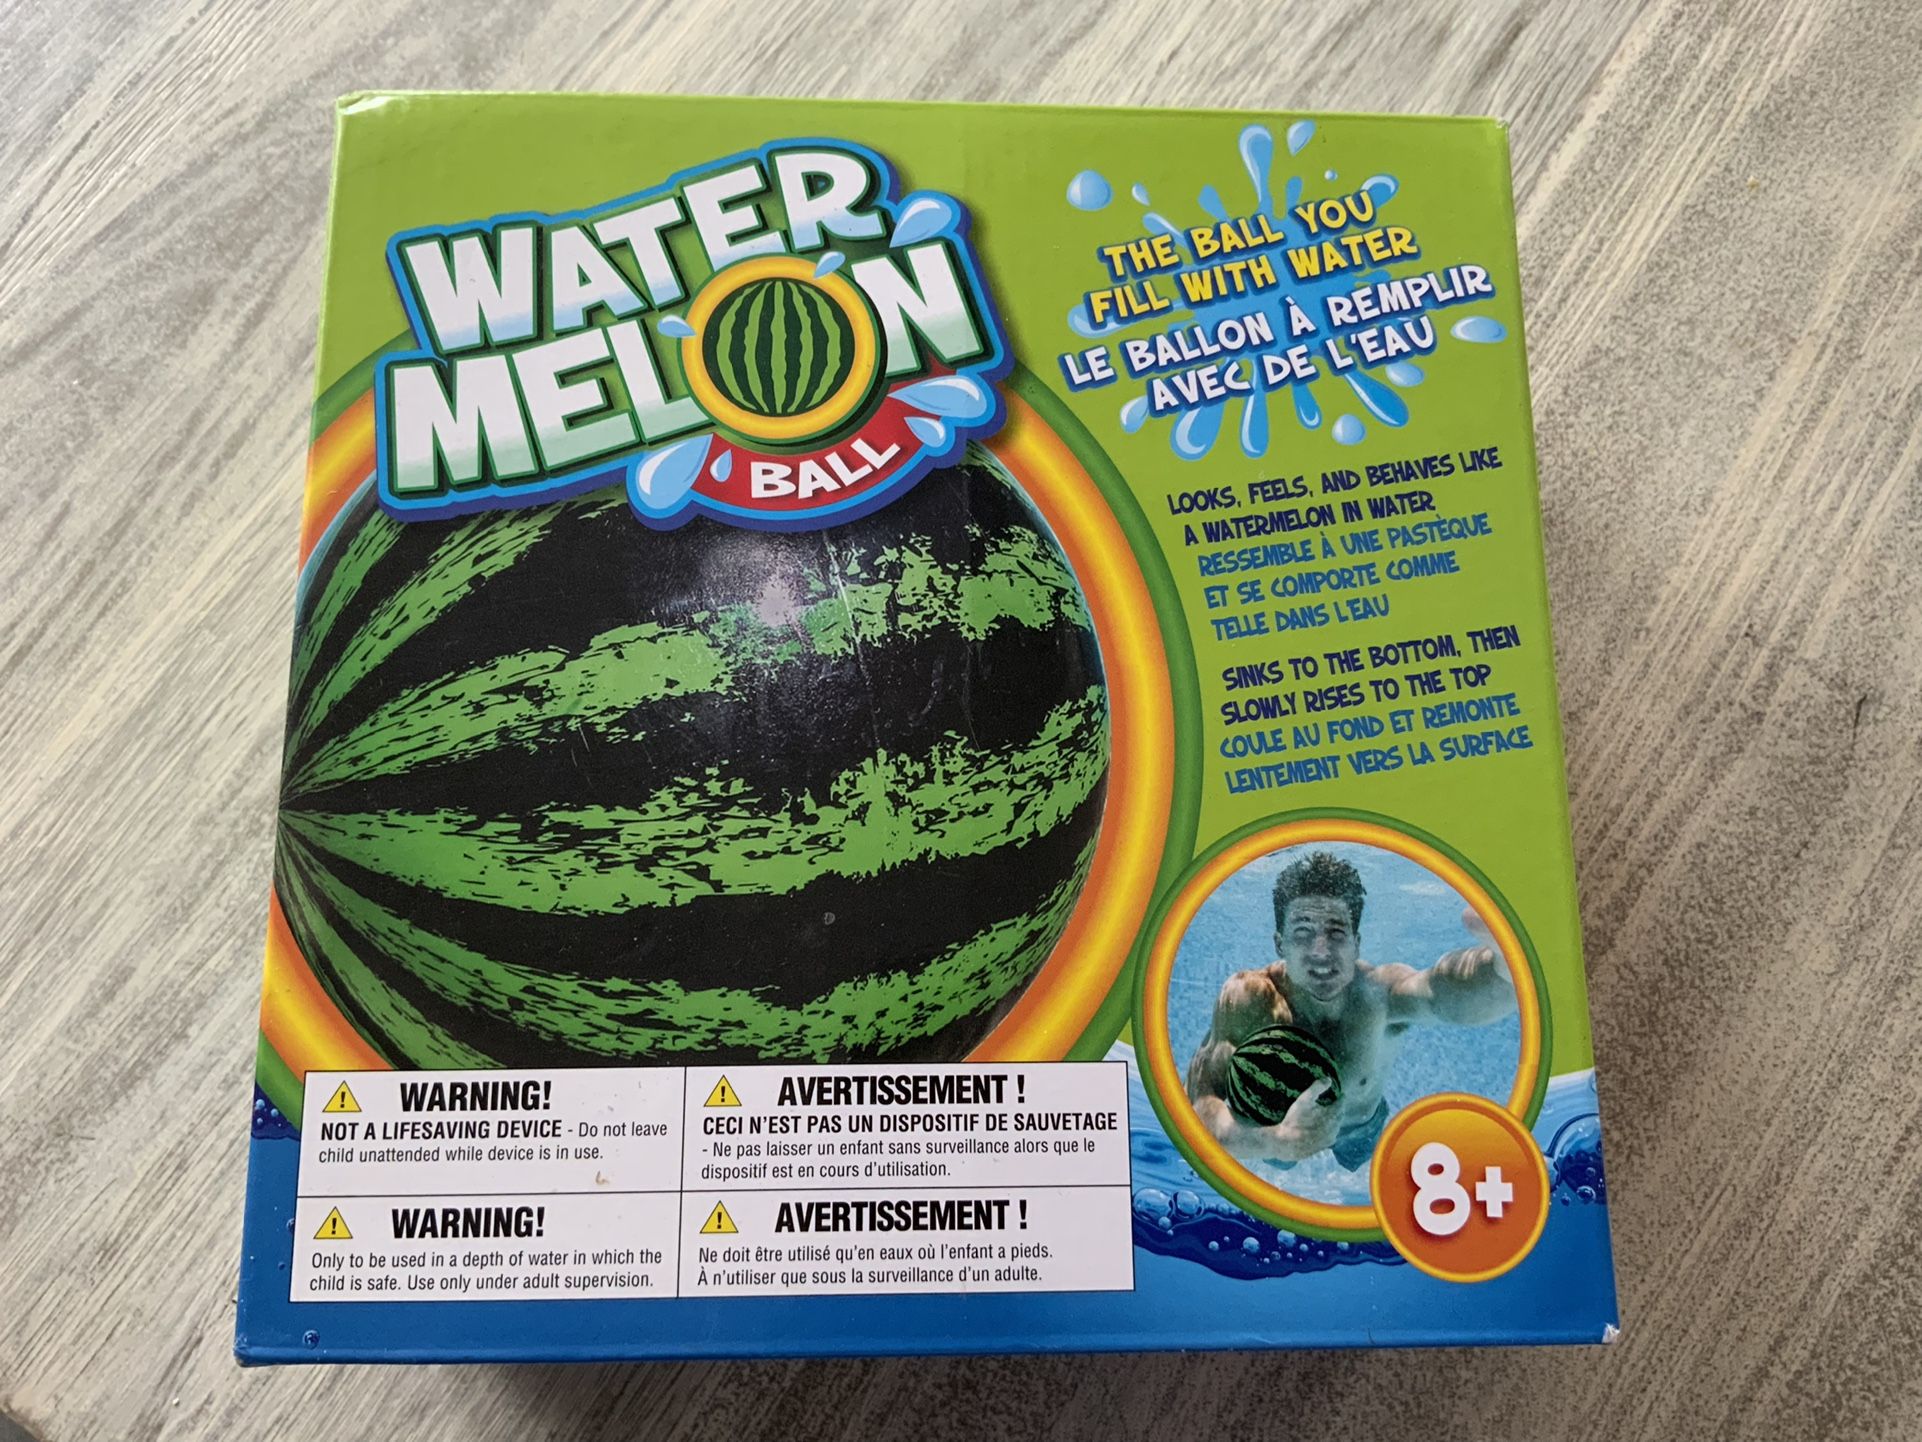 WATER
MELON
BALL
THE BALL YOU
FILL WITH WATER
LE BALLON À REMPLIR
AVEC DE L'EAU
LOOKS, FEELS, AND BEHAVES LIKE
A WATERMELON IN WATER
RESSEMBLE À UNE PASTÈQUE
ET SE COMPORTE COMME
TELLE DANS L'EAU
SINKS TO THE BOTTOM, THEN
SLOWLY RISES TO THE TOP
COULE AU FOND ET REMONTE
LENTEMENT VERS LA SURFACE
8+
WARNING!
NOT A LIFESAVING DEVICE - Do not leave
child unattended while device is in use.
AVERTISSEMENT !
CECI N'EST PAS UN DISPOSITIF DE SAUVETAGE
- Ne pas laisser un enfant sans surveillance alors que le
dispositif est en cours d'utilisation.
WARNING!
Only to be used in a depth of water in which the
child is safe. Use only under adult supervision.
AVERTISSEMENT !
Ne doit être utilisé qu'en eaux où l'enfant a pieds.
À n'utiliser que sous la surveillance d'un adulte.